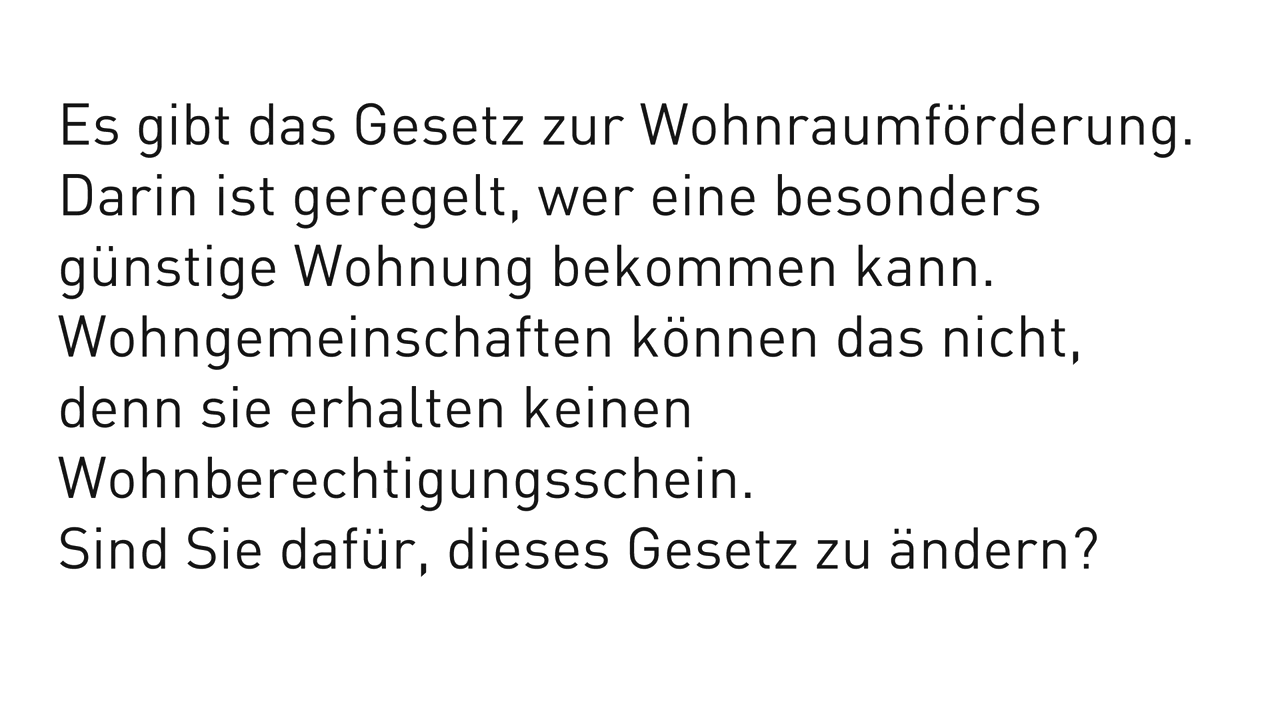 Es gibt das Gesetz zur Wohnraumförderung.
Darin ist geregelt, wer eine besonders
günstige Wohnung bekommen kann.
Wohngemeinschaften können das nicht,
denn sie erhalten keinen
Wohnberechtigungsschein.
Sind Sie dafür, dieses Gesetz zu ändern?